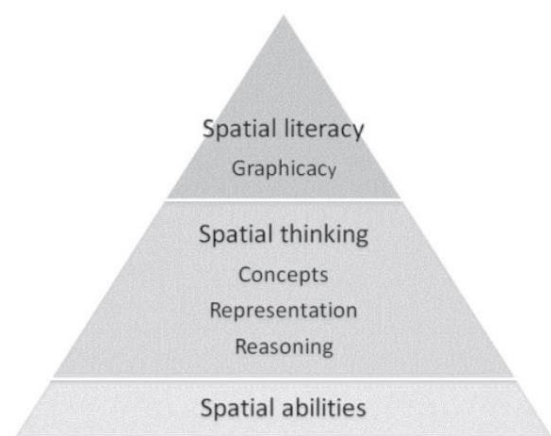 Spatial literacy
Graphicacy
Spatial thinking
Concepts
Representation
Reasoning
Spatial abilities